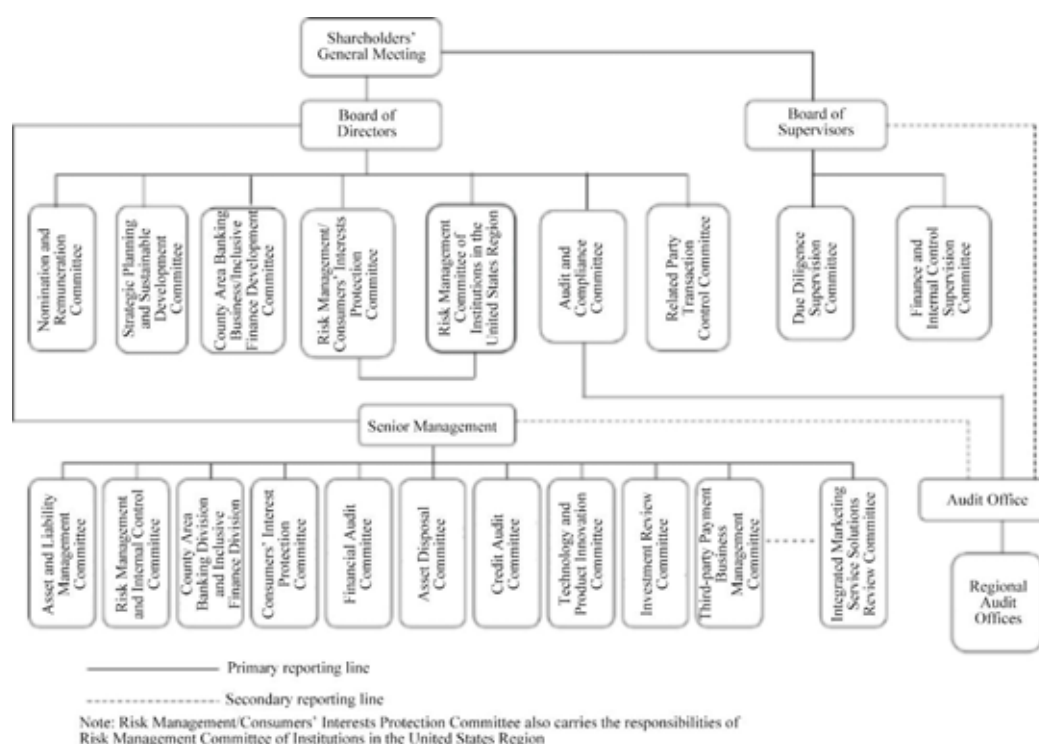 Shareholders'
General Meeting
Board of
Directors
Board of
Supervisors
Nomination and
Remuneration
Committee
Strategic Planning
and Sustainable
Development
Committee
County Area Banking
Business/Inclusive
Finance Development
Committee
Risk Management/
Consumers' Interests
Protection
Committee
Risk Management
Committee of
Institutions in the
United States Region
Audit and
Compliance
Committee
Related Party
Transaction
Control Committee
Due Diligence
Supervision
Committee
Finance and
Internal Control
Supervision
Committee
Senior Management
Asset and Liability
Management
Committee
Risk Management
and Internal Control
Committee
County Area
Banking Division
and Inclusive
Finance Division
Consumers' Interest
Protection
Committee
Financial Audit
Committee
Asset Disposal
Committee
Credit Audit
Committee
Technology and
Product Innovation
Committee
Investment Review
Committee
Third-party Payment
Business
Management
Committee
Integrated Marketing
Service Solutions
Review Committee
Audit Office
Regional
Audit
Offices
Primary reporting line
Secondary reporting line
Note: Risk Management/Consumers' Interests Protection Committee also carries the responsibilities of
Risk Management Committee of Institutions in the United States Region